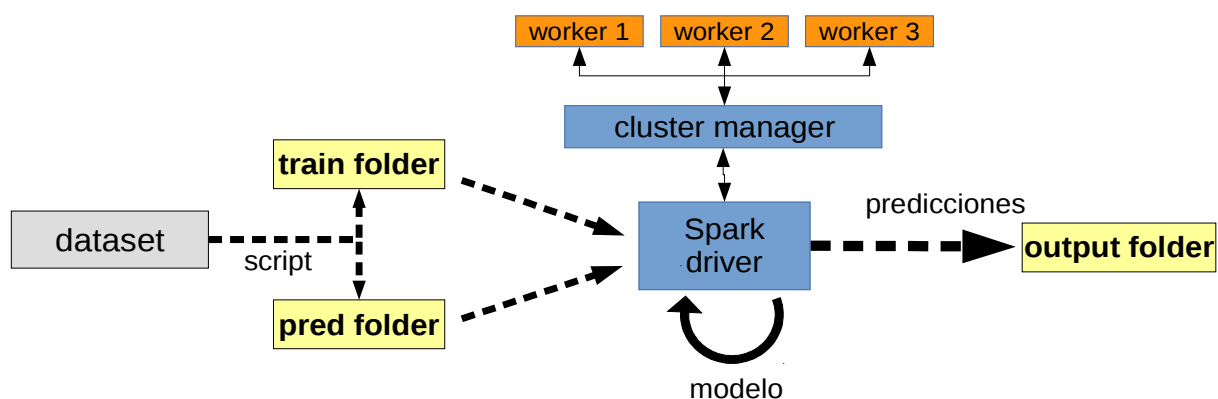 worker 1
worker 2
worker 3
cluster manager
train folder
dataset
script
pred folder
Spark
driver
modelo
predicciones
output folder